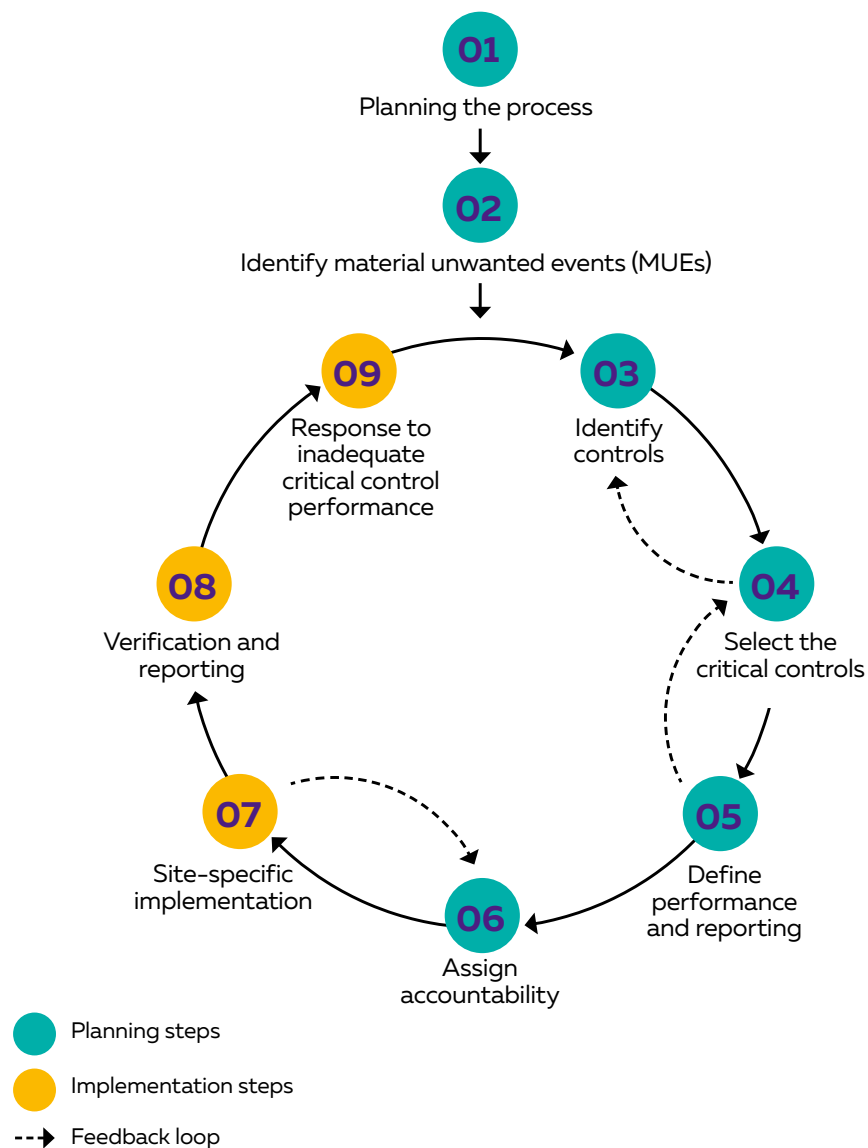 01
Planning the process
02
Identify material unwanted events (MUEs)
03
Identify
controls
04
Select the
critical controls
05
Define
performance
and reporting
06
Assign
accountability
07
Site-specific
implementation
08
Verification and
reporting
09
Response to
inadequate
critical control
performance
Planning steps
Implementation steps
Feedback loop